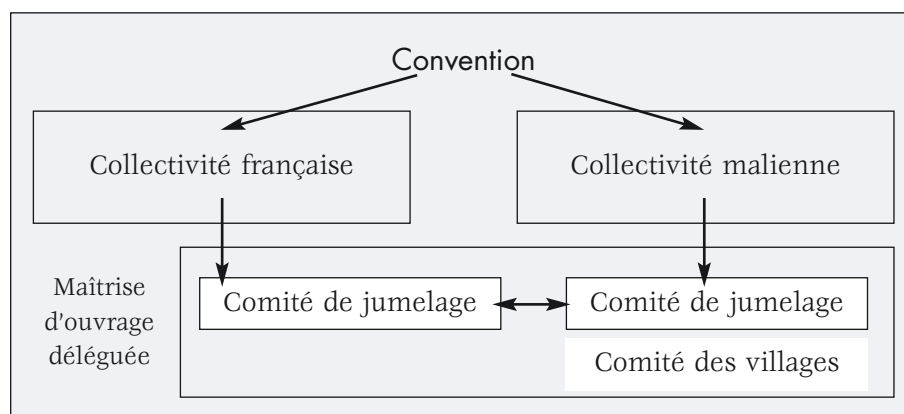 Convention
Collectivité française
Collectivité malienne
Maîtrise
d'ouvrage
déléguée
Comité de jumelage
Comité de jumelage
Comité des villages